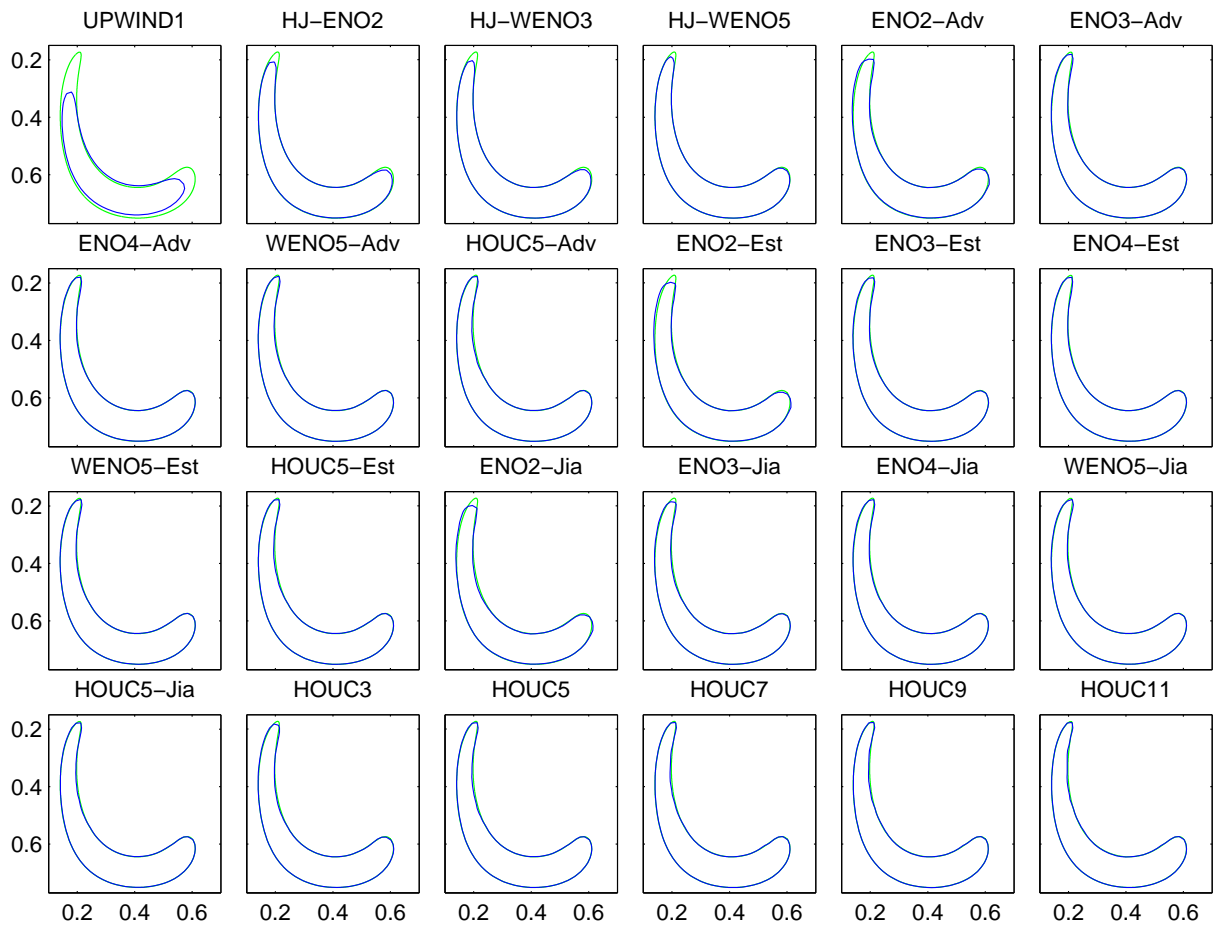 UPWIND1 HJ−ENO2 HJ−WENO3 HJ−WENO5 ENO2−Adv ENO3−Adv
0.2
0.4
0.6
ENO4−Adv WENO5−Adv HOUC5−Adv ENO2−Est ENO3−Est ENO4−Est
0.2
0.4
0.6
WENO5−Est HOUC5−Est ENO2−Jia ENO3−Jia ENO4−Jia WENO5−Jia
0.2
0.4
0.6
HOUC5−Jia HOUC3 HOUC5 HOUC7 HOUC9 HOUC11
0.2
0.4
0.6
0.2 0.4 0.6 0.2 0.4 0.6 0.2 0.4 0.6 0.2 0.4 0.6 0.2 0.4 0.6 0.2 0.4 0.6